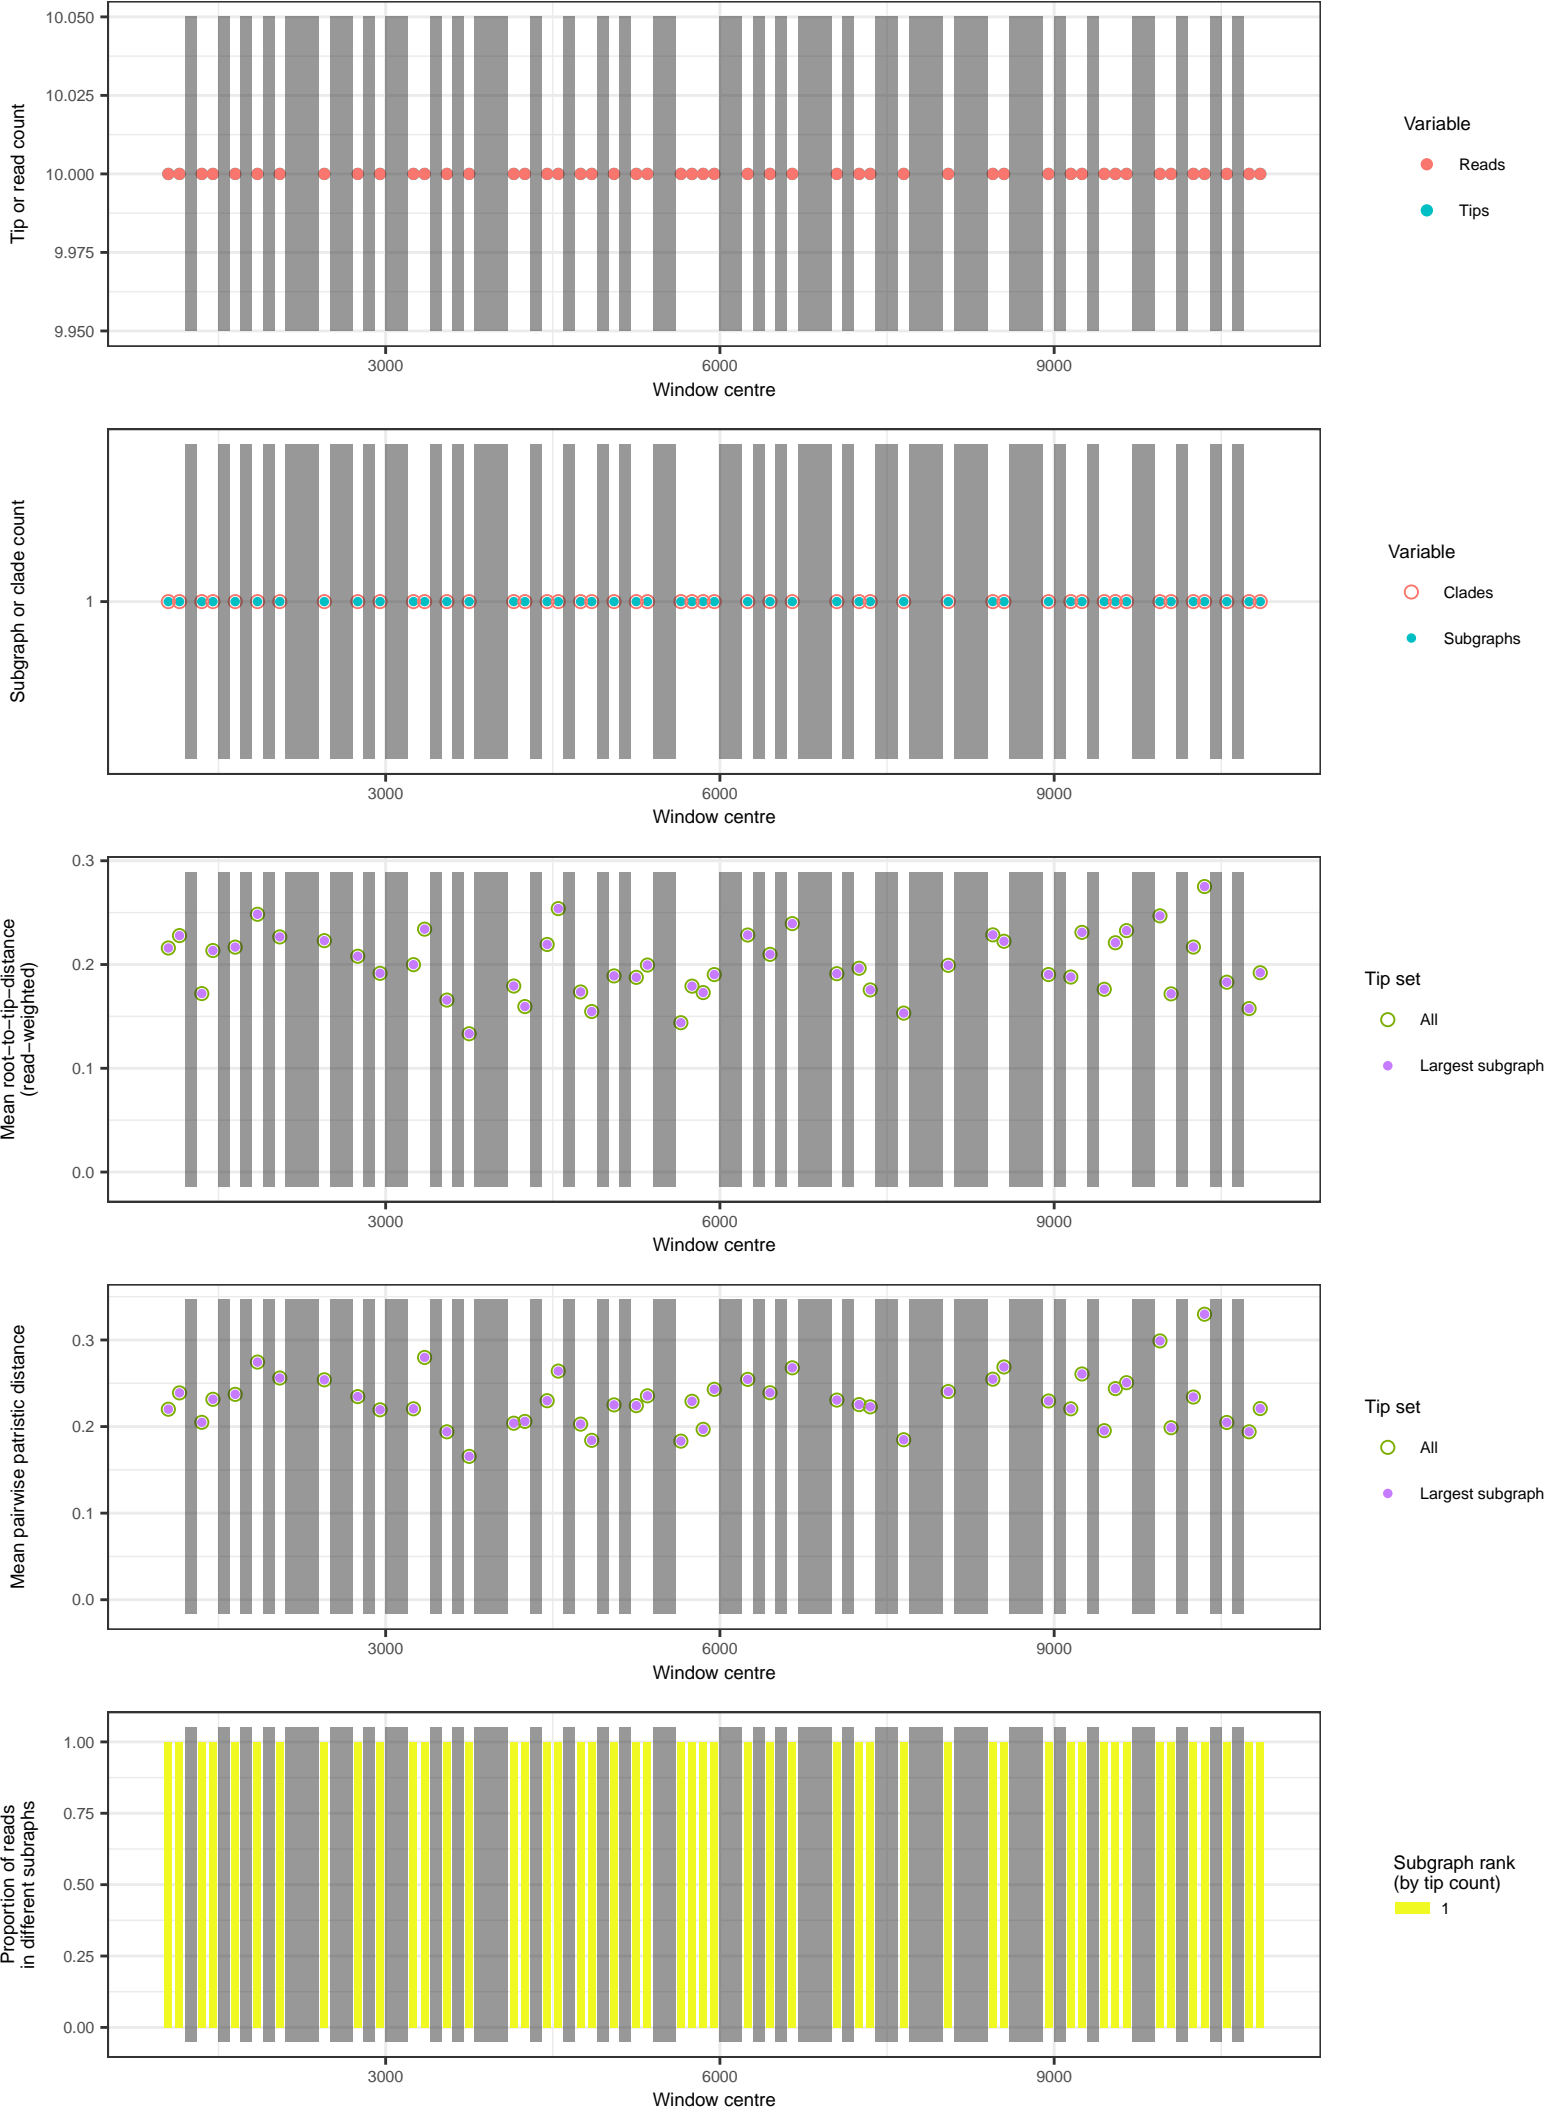 10.050
10.025
10.000
9.975
9.950
Tip or read count
3000
6000
9000
Window centre
Variable
Reads
Tips
1
Subgraph or clade count
3000
6000
9000
Window centre
Variable
Clades
Subgraphs
0.3
0.2
0.1
0.0
Mean root−to−tip−distance
(read−weighted)
3000
6000
9000
Window centre
Tip set
All
Largest subgraph
0.3
0.2
0.1
0.0
Mean pairwise patristic distance
3000
6000
9000
Window centre
Tip set
All
Largest subgraph
1.00
0.75
0.50
0.25
0.00
Proportion of reads
in different subraphs
3000
6000
9000
Window centre
Subgraph rank
(by tip count)
1